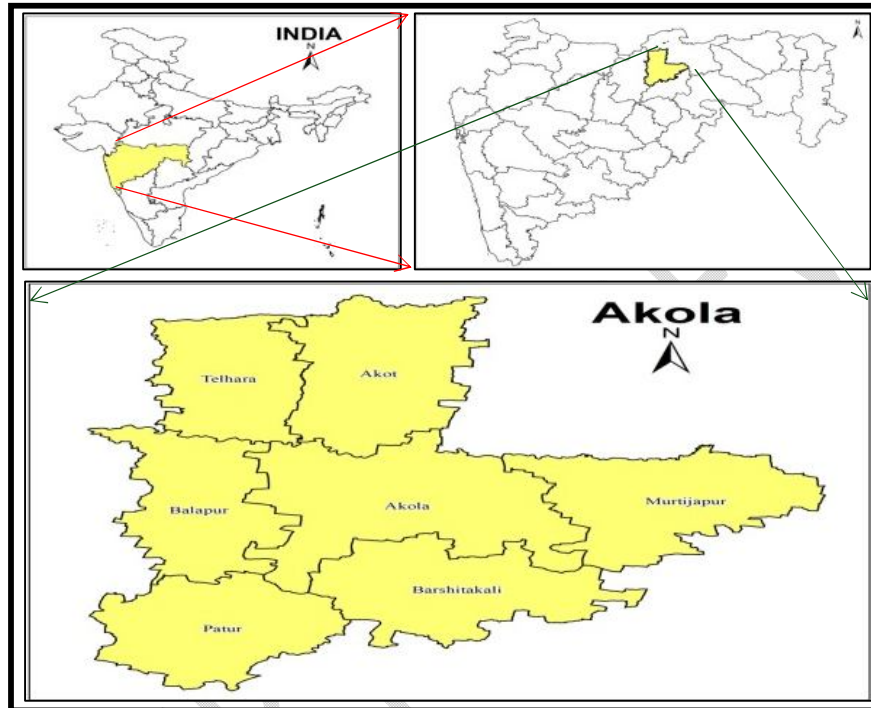 INDIA
N
N
Akola
N
Telhara
Akot
Balapur
Akola
Murtijapur
Barshitakali
Patur